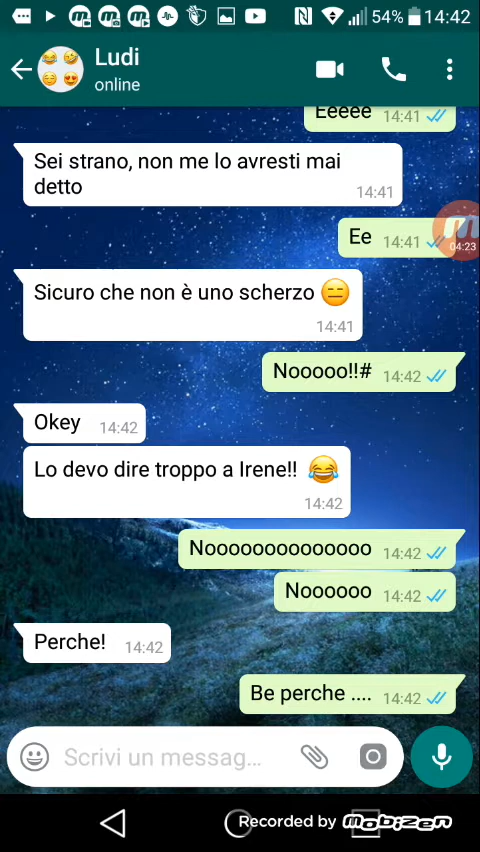 54% 14:42
Ludi
online
Eeeee 14:41
Sei strano, non me lo avresti mai
detto
14:41
Ee 14:41
04:23
Sicuro che non è uno scherzo 😑
14:41
Nooooo!!# 14:42
Okey 14:42
Lo devo dire troppo a Irene!! 😂
14:42
Noooooooooooooo 14:42
Noooooo 14:42
Perche! 14:42
Be perche .... 14:42
Scrivi un messag...
Recorded by Mobizen